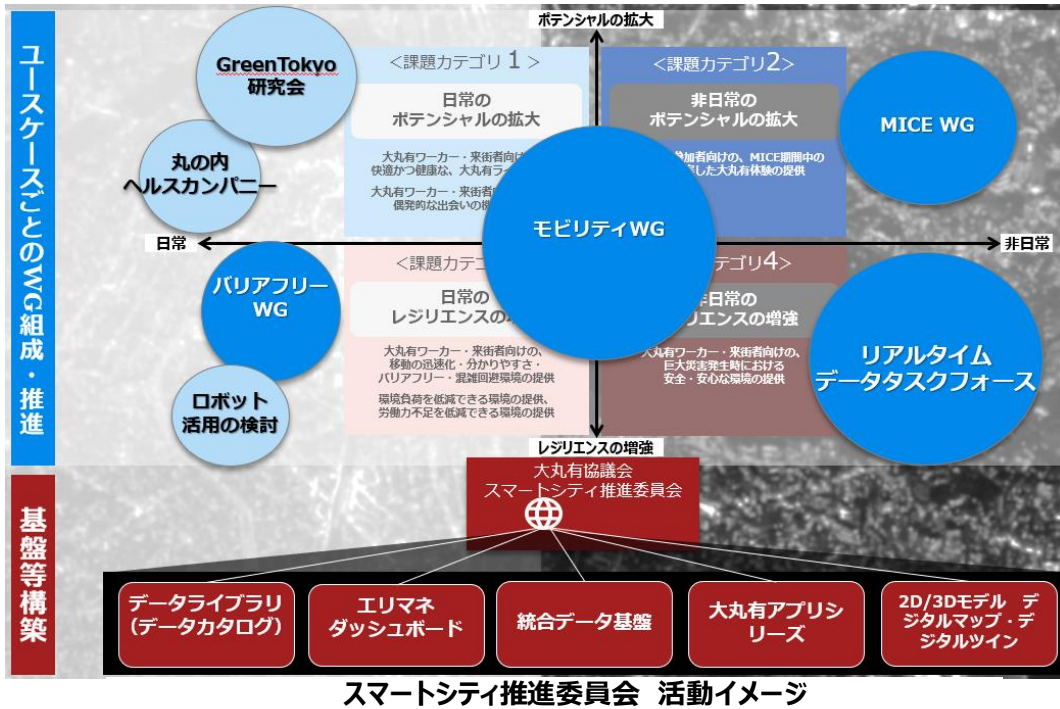 ユースケースごとのWG組成・推進
ポテンシャルの拡大
GreenTokyo
研究会
<課題カテゴリ1>
日常の
ポテンシャルの拡大
大丸有ワーカー・来街者向け
快適かつ健康な、大丸有ラ
大丸有ワーカー・来街者
偶発的な出会いの機
<課題カテゴリ2>
非日常の
ポテンシャルの拡大
加者向けの、MICE期間中の
した大丸有体験の提供
MICE WG
丸の内
ヘルスカンパニー
モビリティWG
日常
非日常
バリアフリー
WG
<課題カテゴ
日常の
レジリエンスの
大丸有ワーカー・来街者向けの、
移動の迅速化・分かりやすさ・
バリアフリー・混雑回避環境の提供
環境負荷を低減できる環境の提供、
労働力不足を低減できる環境の提供
テゴリ4>
非日常の
リエンスの増強
大丸有ワーカー・来街者向けの、
巨大災害発生時における
安全・安心な環境の提供
リアルタイム
データタスクフォース
ロボット
活用の検討
レジリエンスの増強
基盤等構築
大丸有協議会
スマートシティ推進委員会
データライブラリ
(データカタログ)
エリマネ
ダッシュボード
統合データ基盤
大丸有アプリシ
リーズ
2D/3Dモデル デ
ジタルマップ・デ
ジタルツイン
スマートシティ推進委員会 活動イメージ